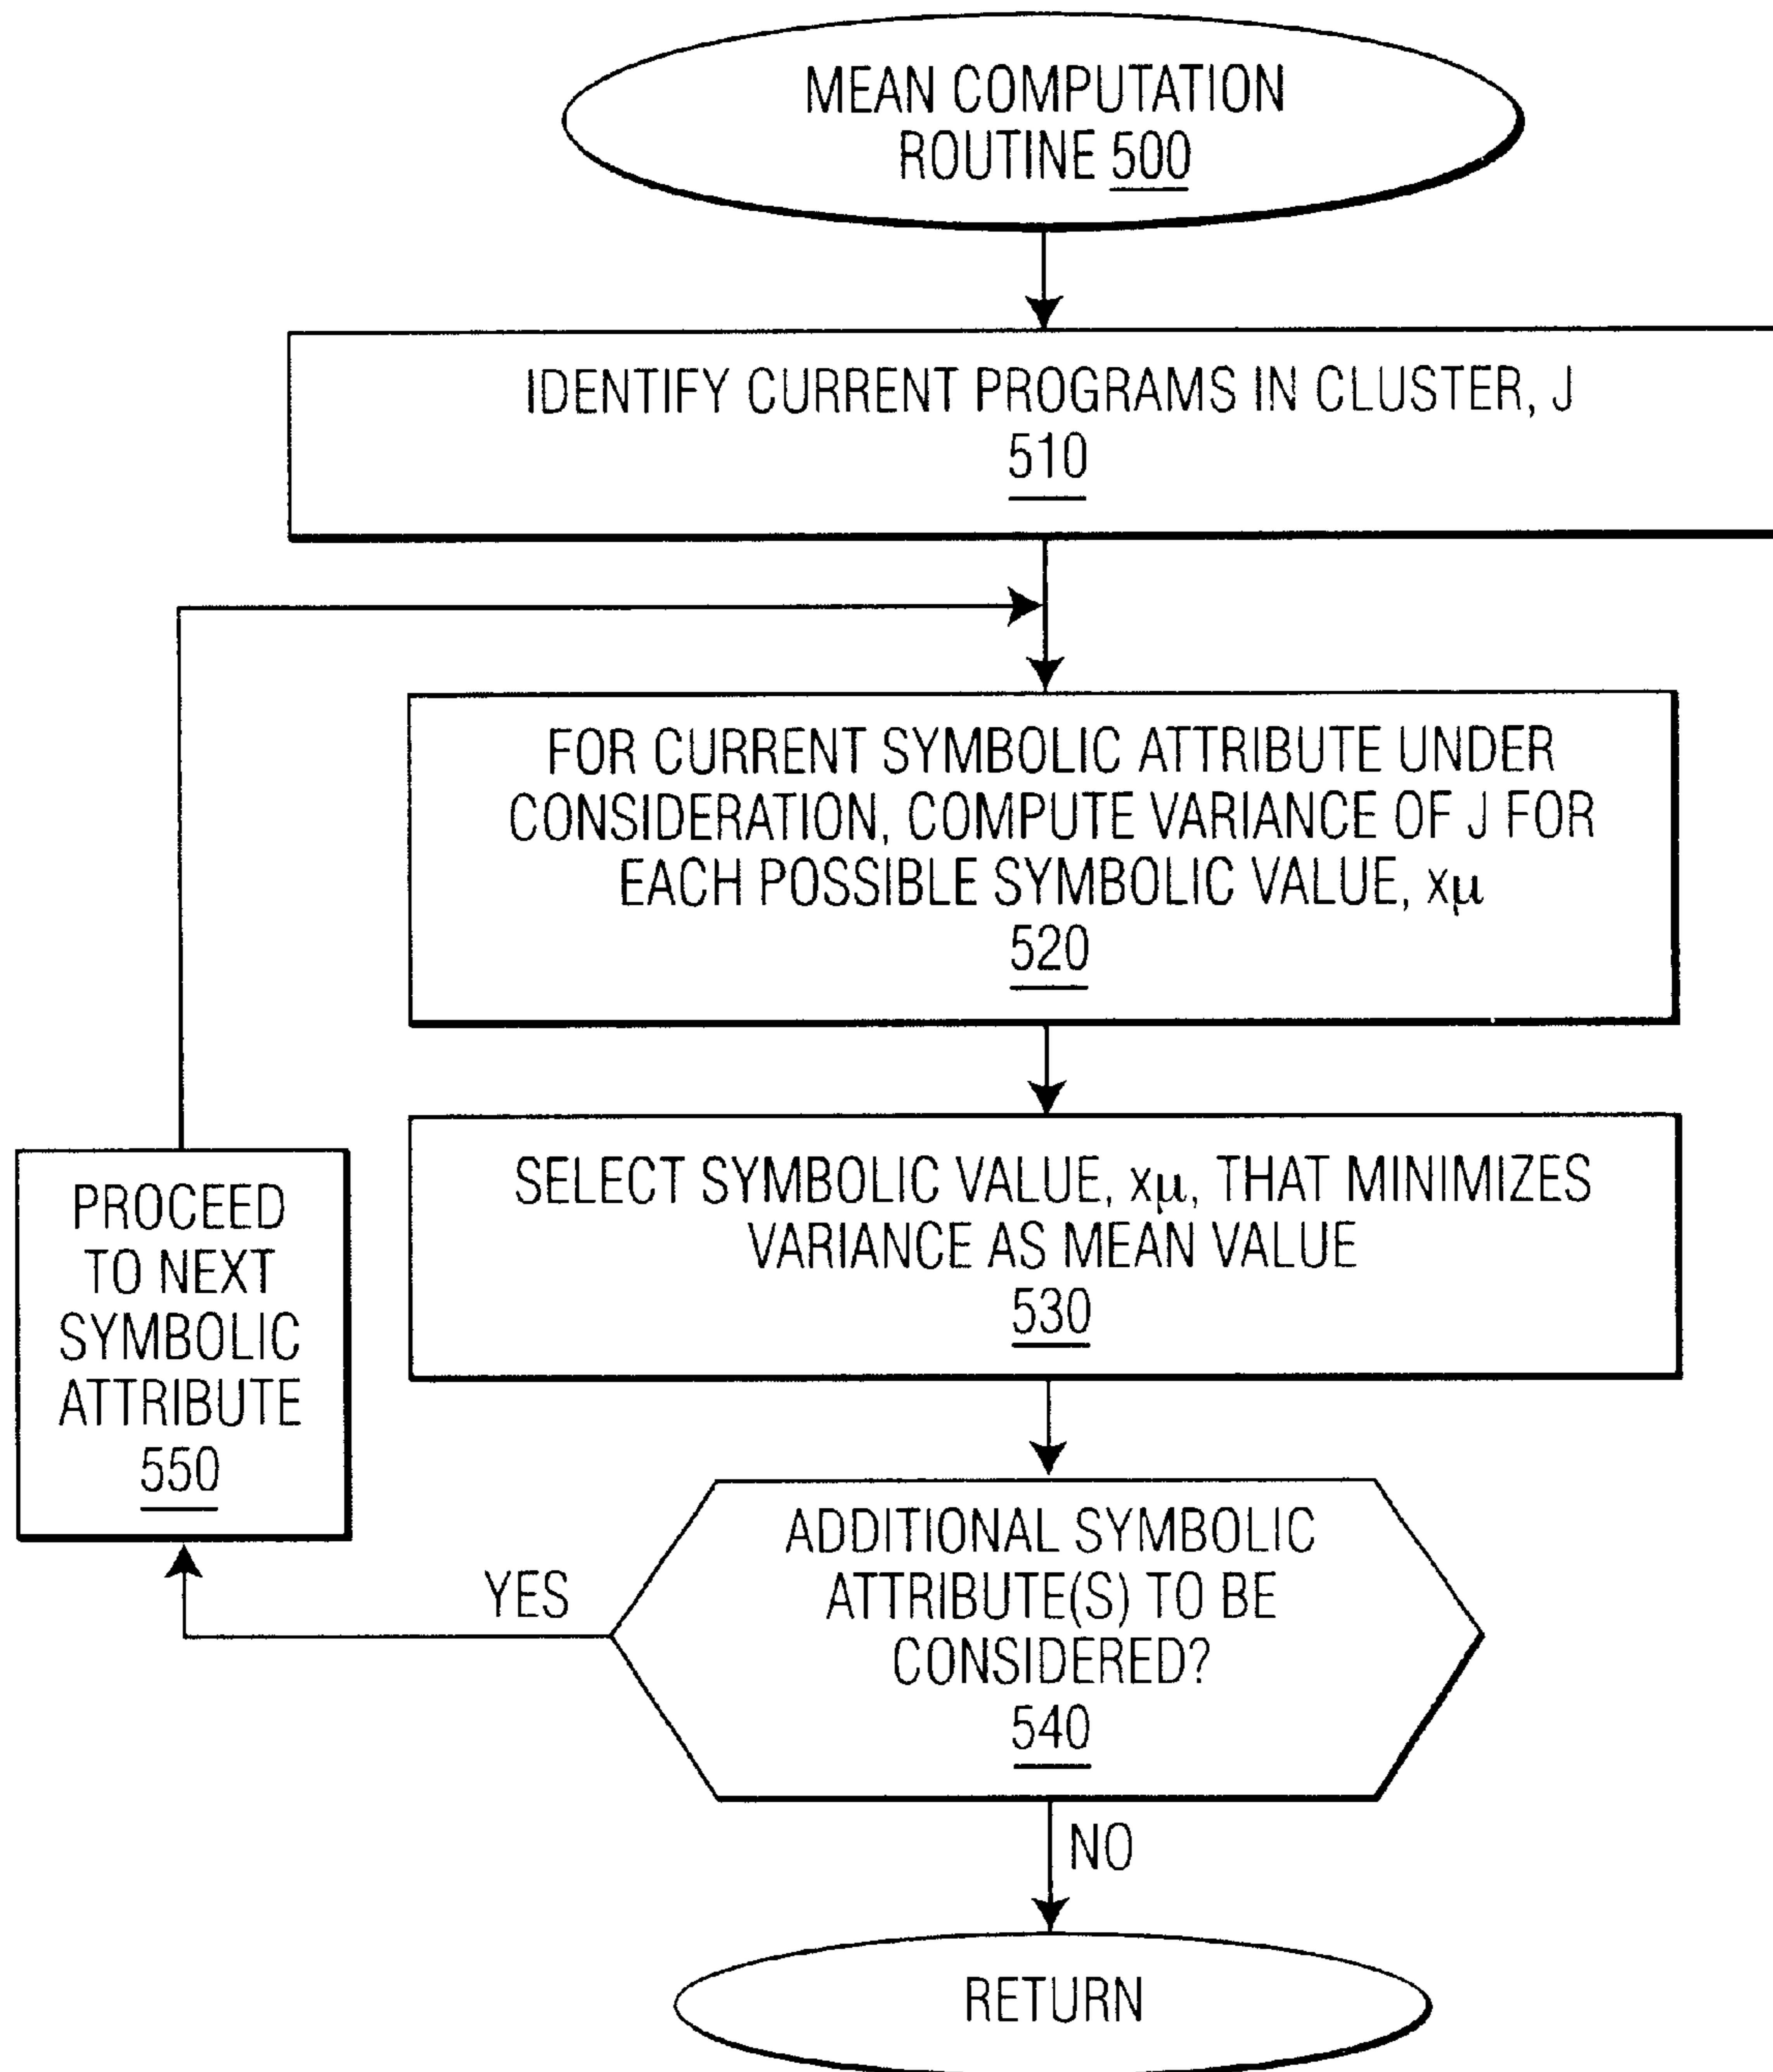 MEAN COMPUTATION
ROUTINE 500
IDENTIFY CURRENT PROGRAMS IN CLUSTER, J
510
FOR CURRENT SYMBOLIC ATTRIBUTE UNDER
CONSIDERATION, COMPUTE VARIANCE OF J FOR
EACH POSSIBLE SYMBOLIC VALUE, xμ
520
SELECT SYMBOLIC VALUE, xμ, THAT MINIMIZES
VARIANCE AS MEAN VALUE
530
PROCEED
TO NEXT
SYMBOLIC
ATTRIBUTE
550
ADDITIONAL SYMBOLIC
ATTRIBUTE(S) TO BE
CONSIDERED?
540
YES
NO
RETURN